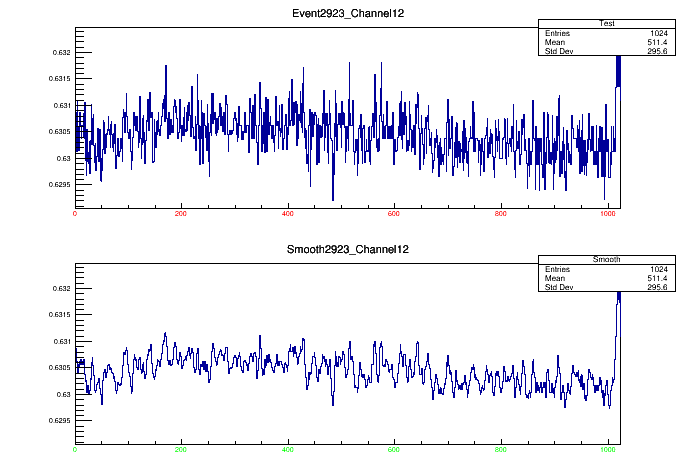 Event2923_Channel12
Test
Entries 1024
Mean 511.4
Std Dev 295.6
0.632
0.6315
0.631
0.6305
0.63
0.6295
0 200 400 600 800 1000
Smooth2923_Channel12
Smooth
Entries 1024
Mean 511.4
Std Dev 295.6
0.632
0.6315
0.631
0.6305
0.63
0.6295
0 200 400 600 800 1000